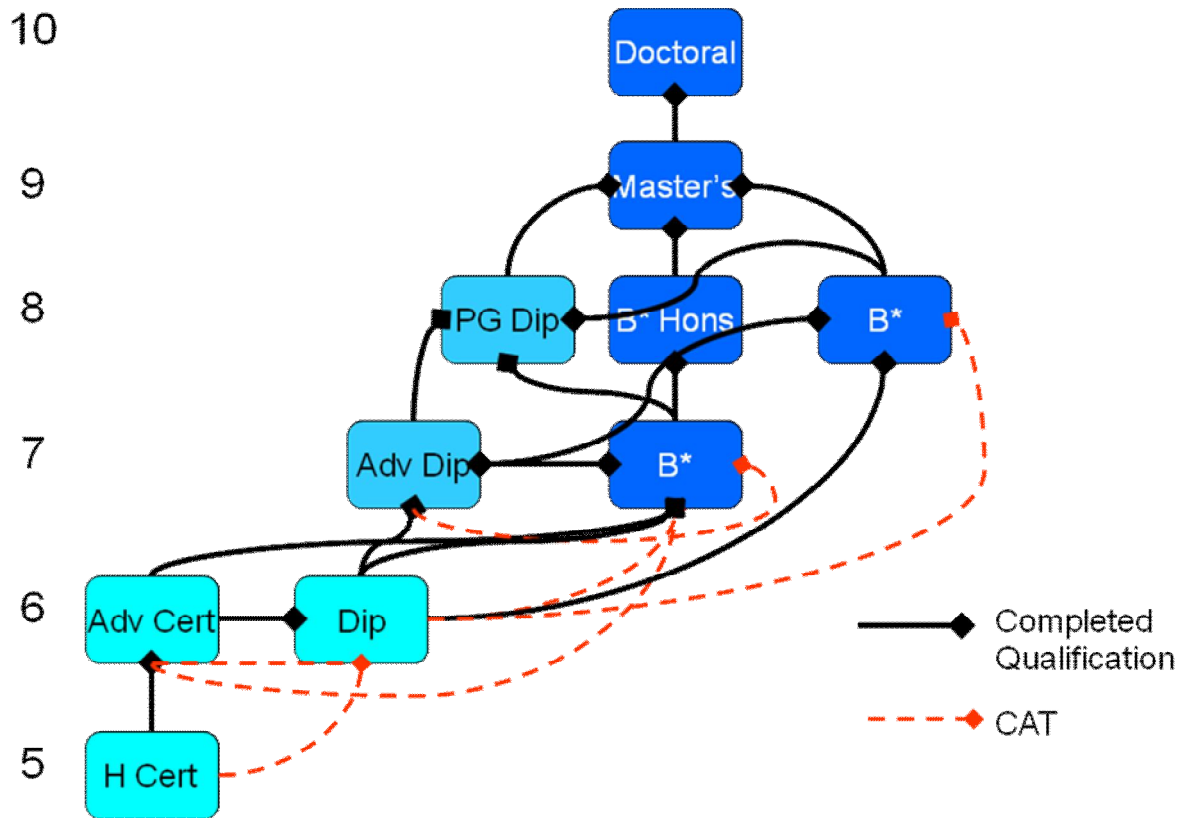 10
Doctoral
9
Master's
8
PG Dip
B* Hons
B*
7
Adv Dip
B*
6
Adv Cert
Dip
Completed
Qualification
CAT
5
H Cert